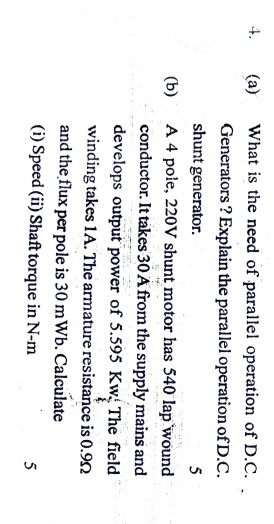 4. (a) What is the need of parallel operation of D.C.
Generators ? Explain the parallel operation of D.C.
shunt generator. 5
(b) A 4 pole, 220V shunt motor has 540 lap wound
conductor. It takes 30 A from the supply mains and
develops output power of 5.595 Kw. The field
winding takes 1A. The armature resistance is 0.9Ω
and the flux per pole is 30 mWb. Calculate
(i) Speed (ii) Shaft torque in N-m 5